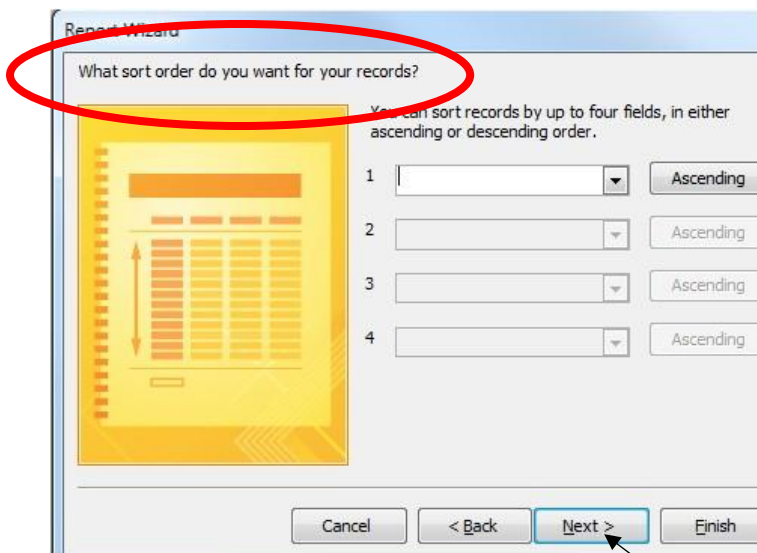 Report Wizard
What sort order do you want for your records?
You can sort records by up to four fields, in either
ascending or descending order.
1 Ascending
2 Ascending
3 Ascending
4 Ascending
Cancel < Back Next > Finish